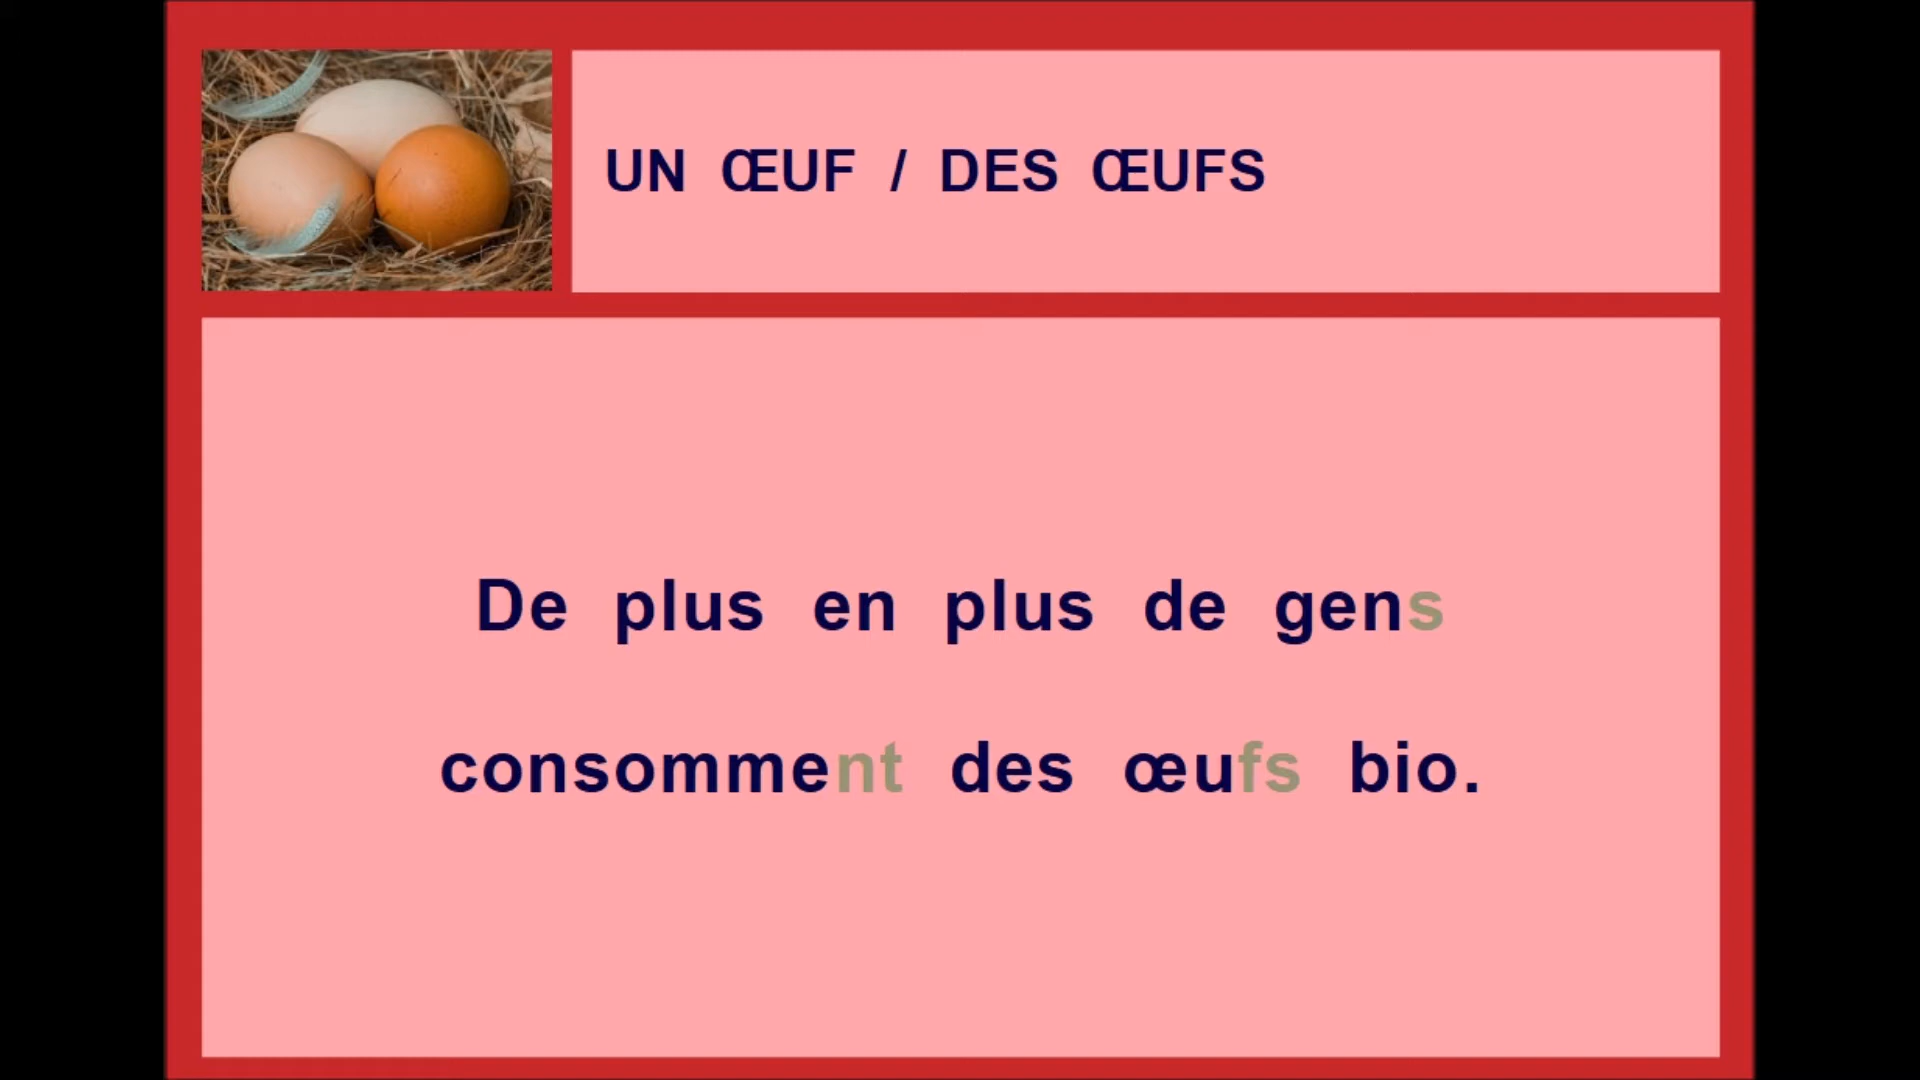 UN ŒUF / DES ŒUFS
De plus en plus de gens
consomment des œufs bio.